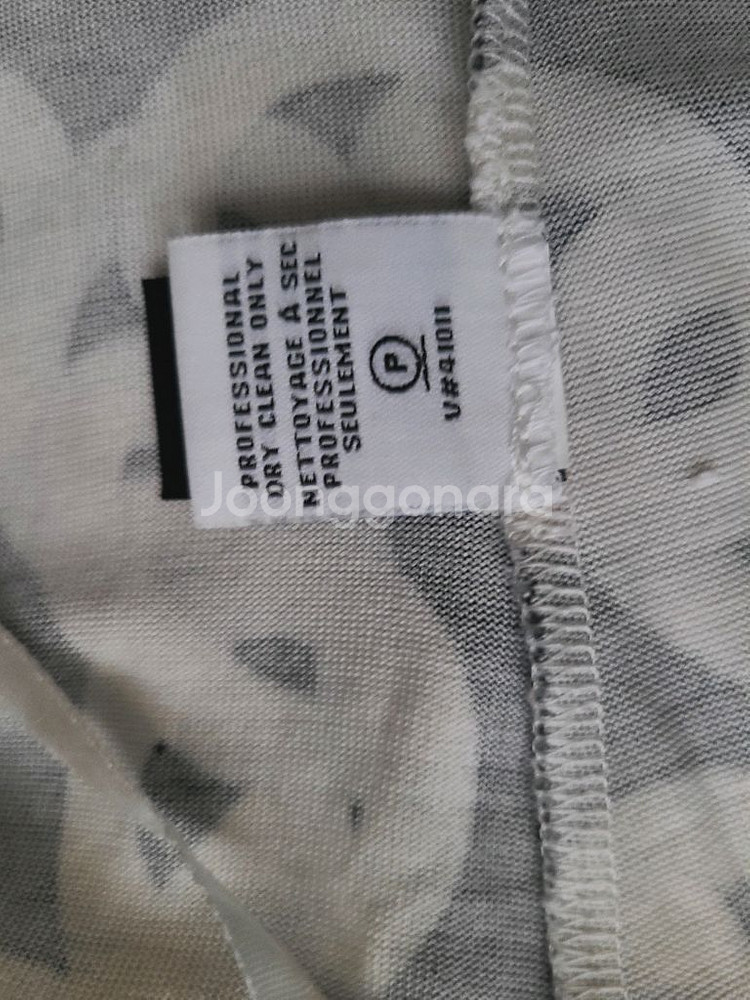 PROFESSIONAL
DRY CLEAN ONLY
NETTOYAGE À SEC
PROFESSIONNEL
SEULEMENT
P
U#41011
Joonggonara